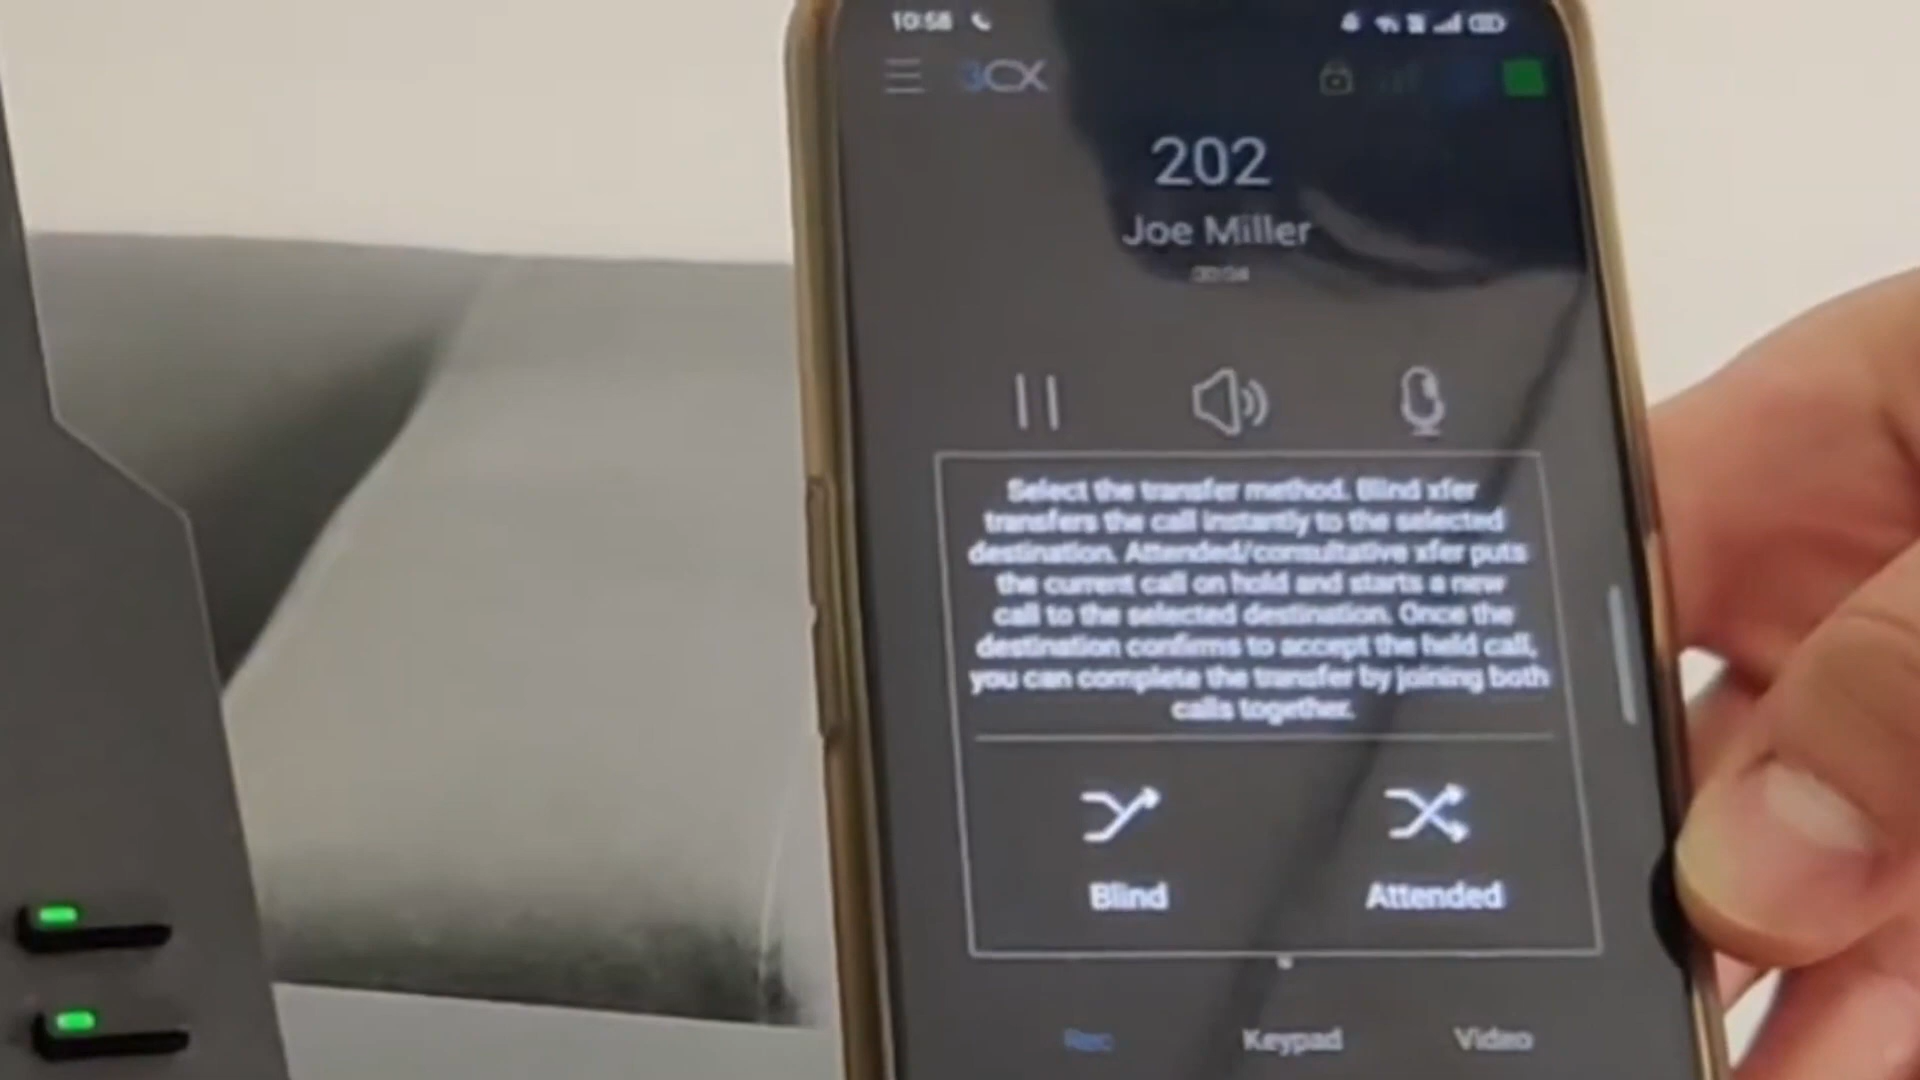 10:58
3CX
202
Joe Miller
Select the transfer method. Blind xfer
transfers the call instantly to the selected
destination. Attended/consultative xfer puts
the current call on hold and starts a new
call to the selected destination. Once the
destination confirms to accept the held call,
you can complete the transfer by joining both
calls together.
Blind
Attended
Rec
Keypad
Video